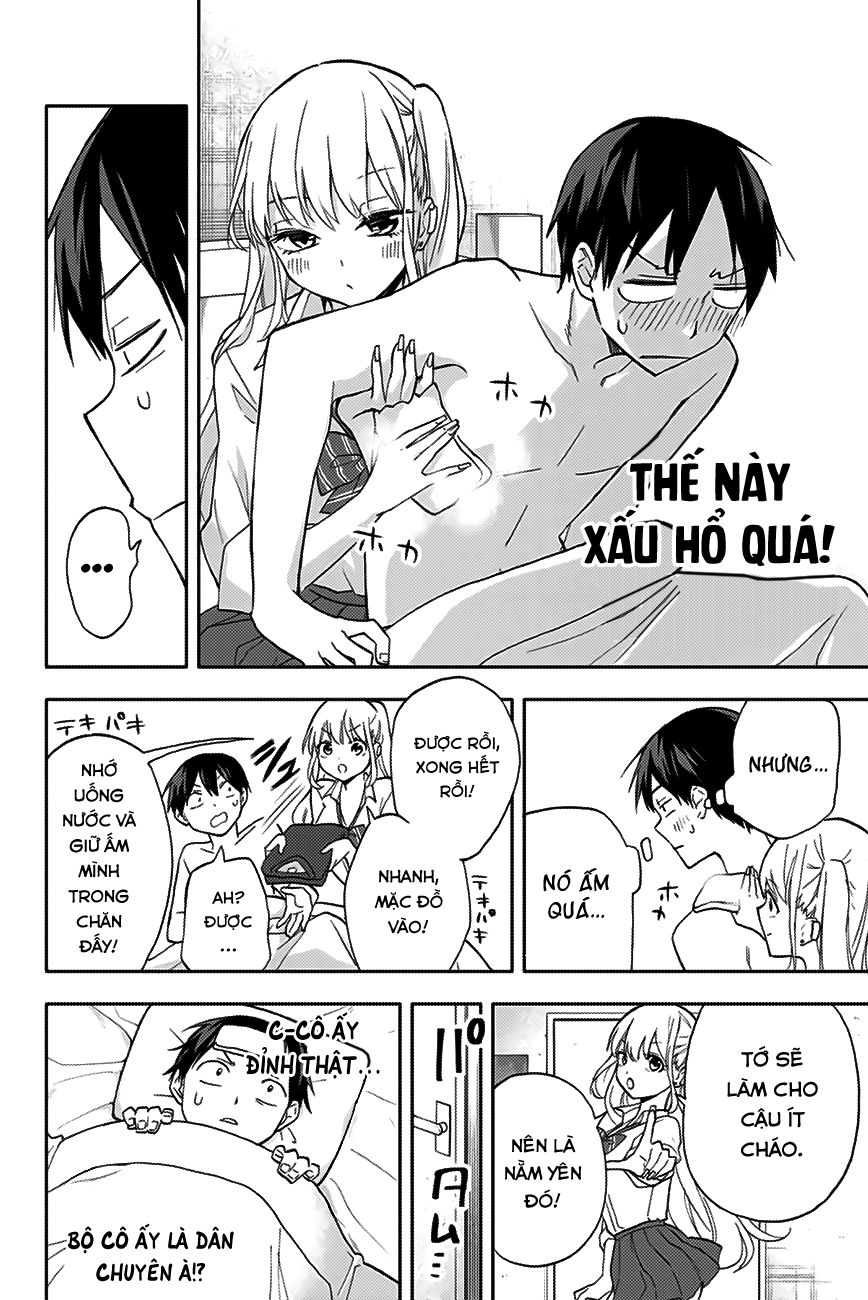 THẾ NÀY
XẤU HỔ QUÁ!
ホ
カ
ホカ
...
NHƯNG...
NÓ ẤM
QUÁ...
ホカ
ĐƯỢC RỒI,
XONG HẾT
RỒI!
NHANH,
MẶC ĐỒ
VÀO!
テキパキ
テキ パキ
AH?
ĐƯỢC
...
NHỚ
UỐNG
NƯỚC VÀ
GIỮ ẤM
MÌNH
TRONG
CHĂN
ĐẤY!
TỚ SẼ
LÀM CHO
CẬU ÍT
CHÁO.
NÊN LÀ
NẰM YÊN
ĐÓ!
パタム…
C-CÔ ẤY
ĐỈNH THẬT...
BỘ CÔ ẤY LÀ DÂN
CHUYÊN À!?